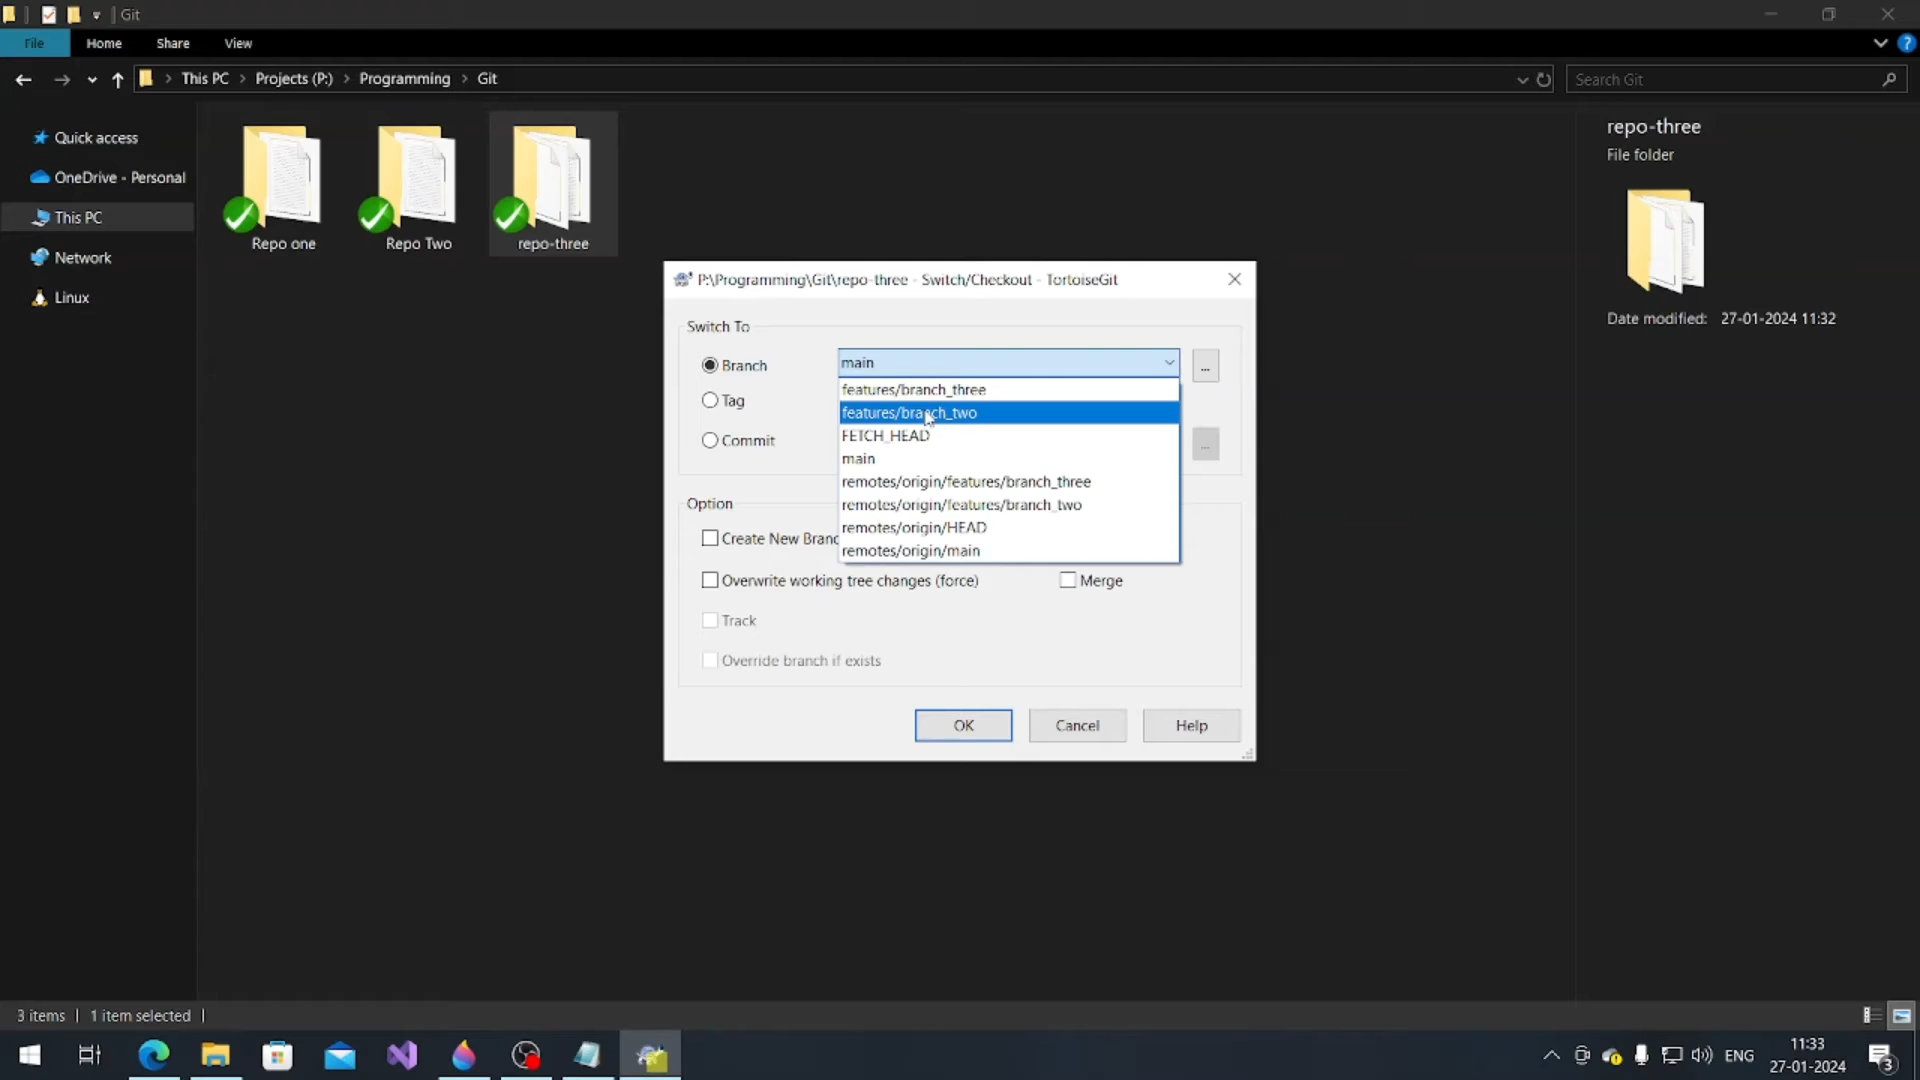 Git
File Home Share View
This PC Projects (P:) Programming Git
Search Git
Quick access
OneDrive - Personal
This PC
Network
Linux
Repo one
Repo Two
repo-three
repo-three
File folder
Date modified: 27-01-2024 11:32
P:\Programming\Git\repo-three - Switch/Checkout - TortoiseGit
Switch To
Branch
main
...
features/branch_three
Tag
features/branch_two
Commit
FETCH_HEAD
...
main
remotes/origin/features/branch_three
Option
remotes/origin/features/branch_two
remotes/origin/HEAD
Create New Branc
remotes/origin/main
Overwrite working tree changes (force)
Merge
Track
Override branch if exists
OK
Cancel
Help
3 items
1 item selected
ENG
11:33
27-01-2024
3